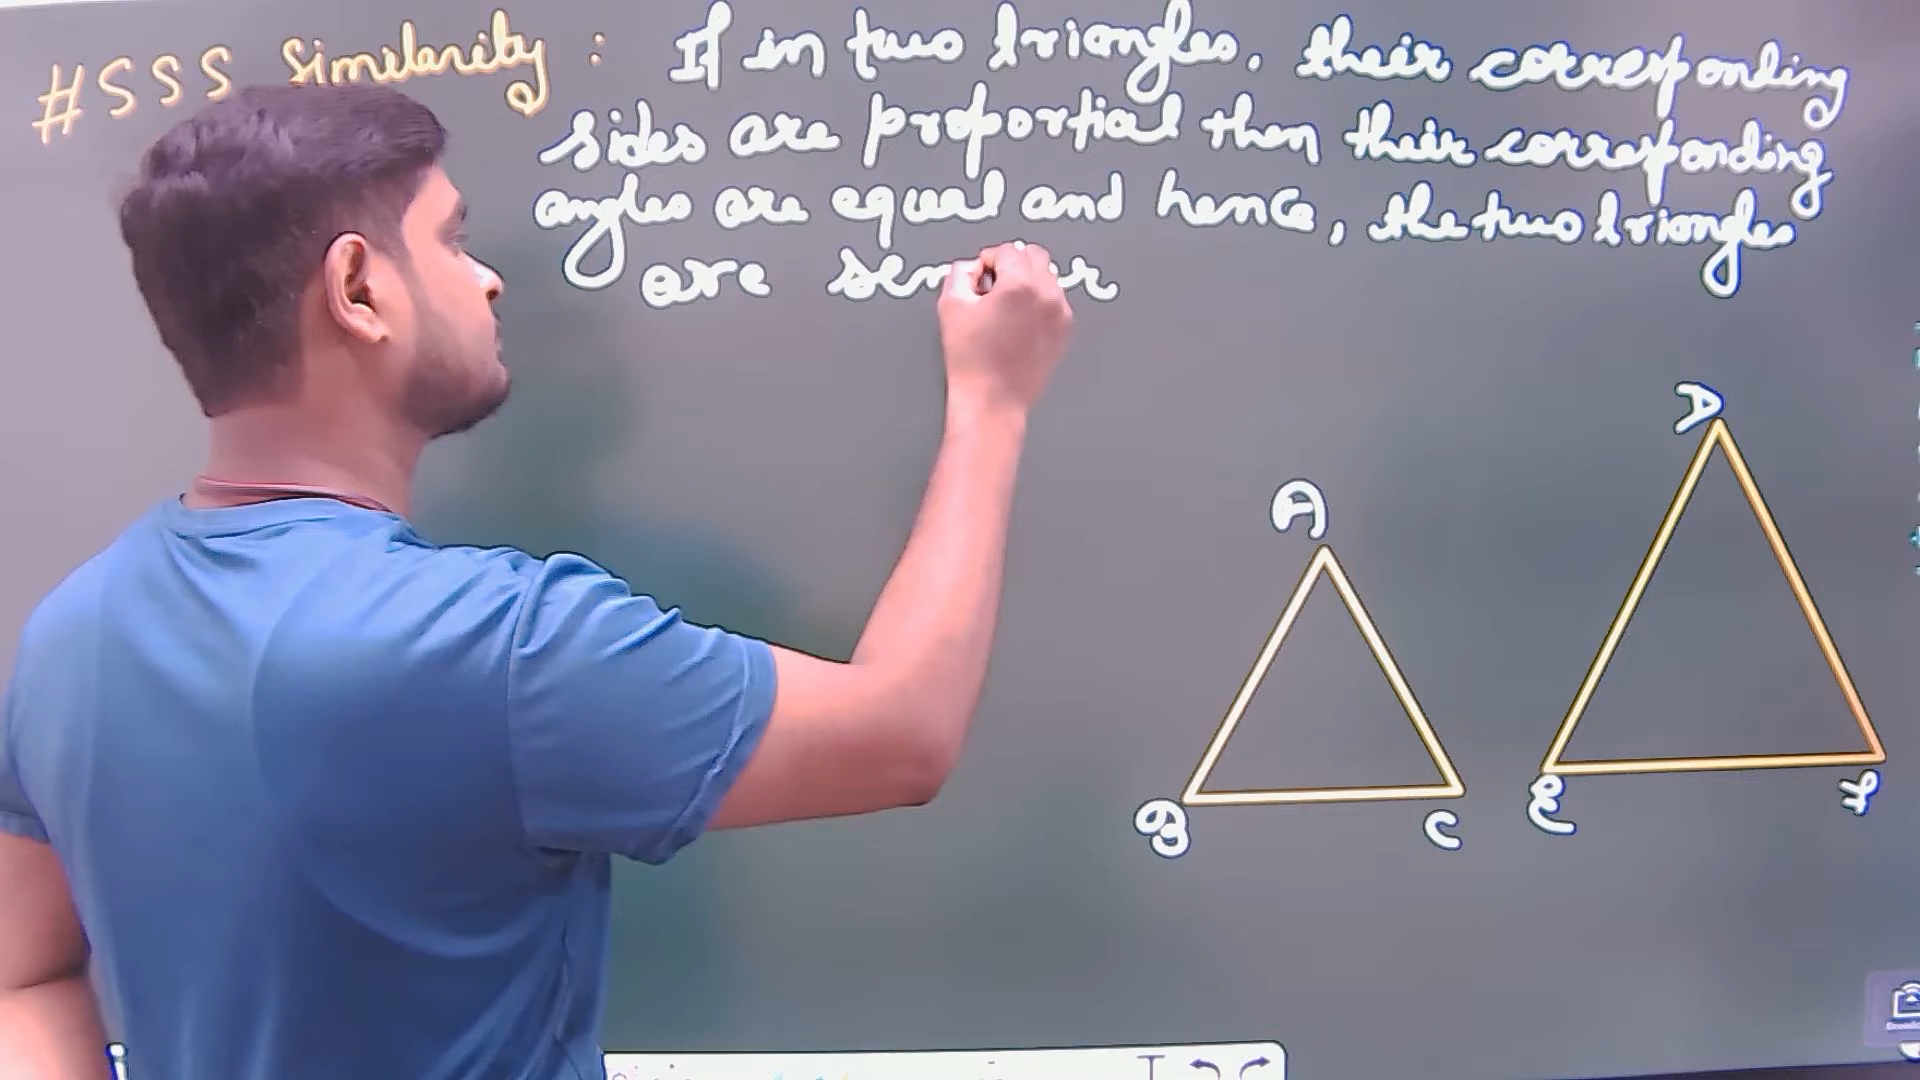 #SSS Similarity : If in two triangles, their corresponding
sides are proportial then their corresponding
angles are equal and hence, the two triangles
are
D
A
B C E F